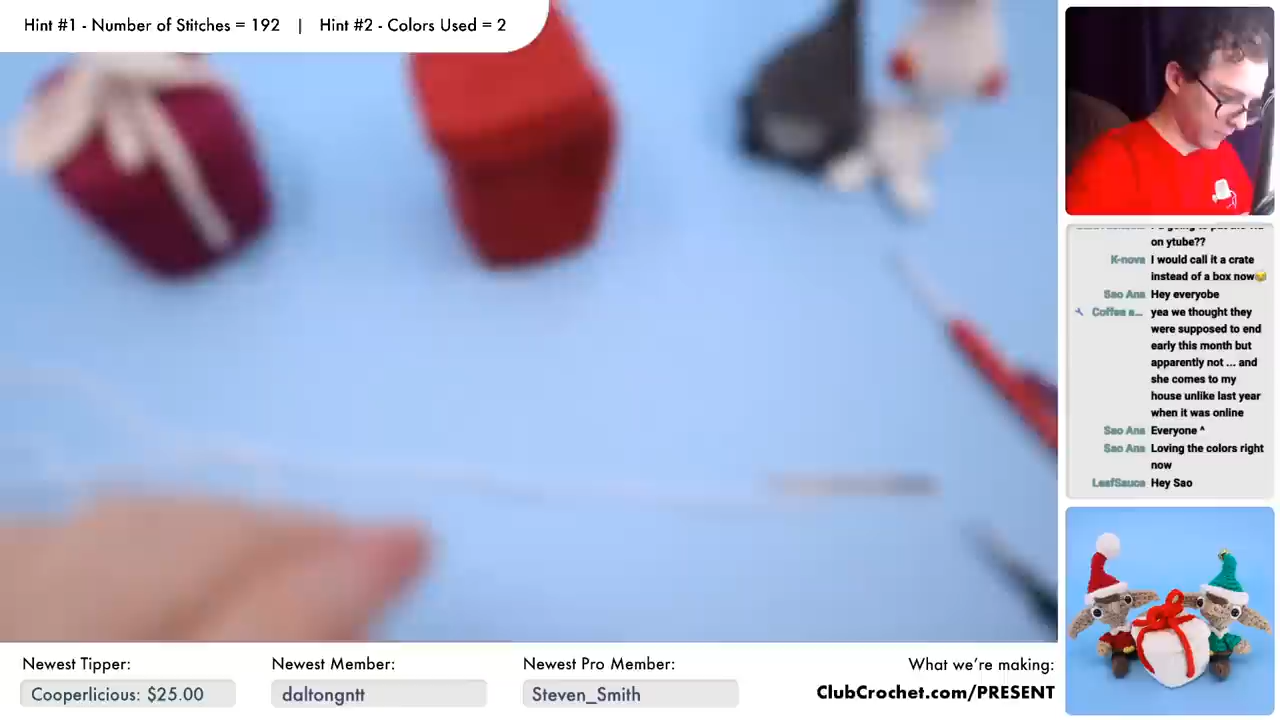 Hint #1 - Number of Stitches = 192 | Hint #2 - Colors Used = 2
on ytube??
K-nova I would call it a crate
instead of a box now😂
Sao Ana Hey everyobe
Coffee a... yea we thought they
were supposed to end
early this month but
apparently not ... and
she comes to my
house unlike last year
when it was online
Sao Ana Everyone ^
Sao Ana Loving the colors right
now
LeafSauce Hey Sao
Newest Tipper:
Cooperlicious: $25.00
Newest Member:
daltongntt
Newest Pro Member:
Steven_Smith
What we're making:
ClubCrochet.com/PRESENT